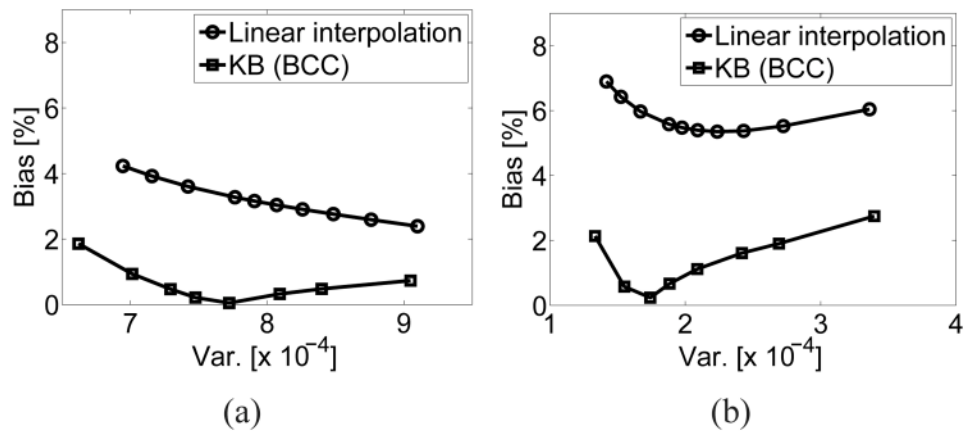 Linear interpolation
KB (BCC)
8
6
4
2
0
Bias [%]
7 8 9
Var. [x 10⁻⁴]
(a)
Linear interpolation
KB (BCC)
8
6
4
2
0
Bias [%]
1 2 3 4
Var. [x 10⁻⁴]
(b)